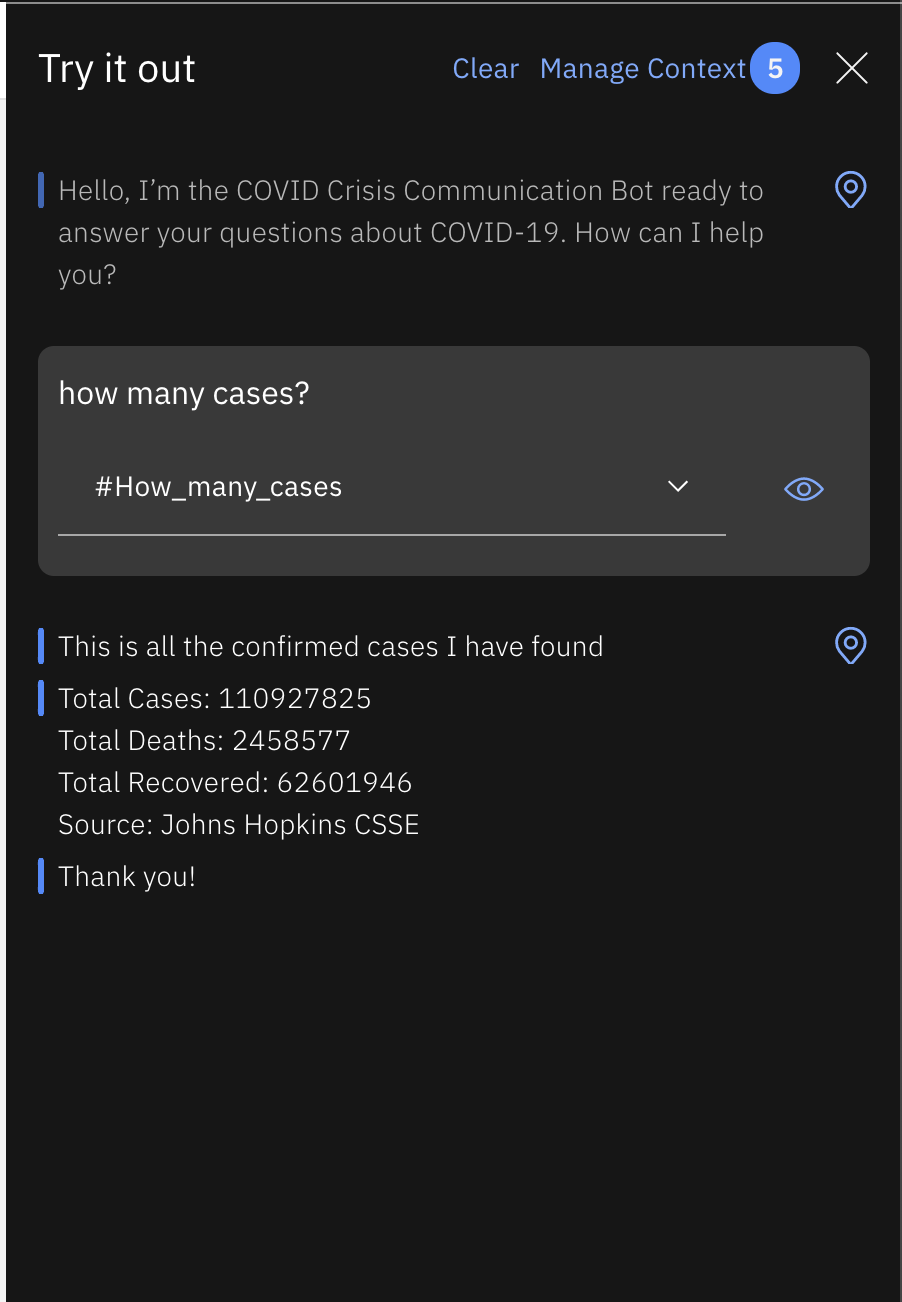 Try it out
Clear Manage Context 5
Hello, I’m the COVID Crisis Communication Bot ready to
answer your questions about COVID-19. How can I help
you?
how many cases?
#How_many_cases
This is all the confirmed cases I have found
Total Cases: 110927825
Total Deaths: 2458577
Total Recovered: 62601946
Source: Johns Hopkins CSSE
Thank you!